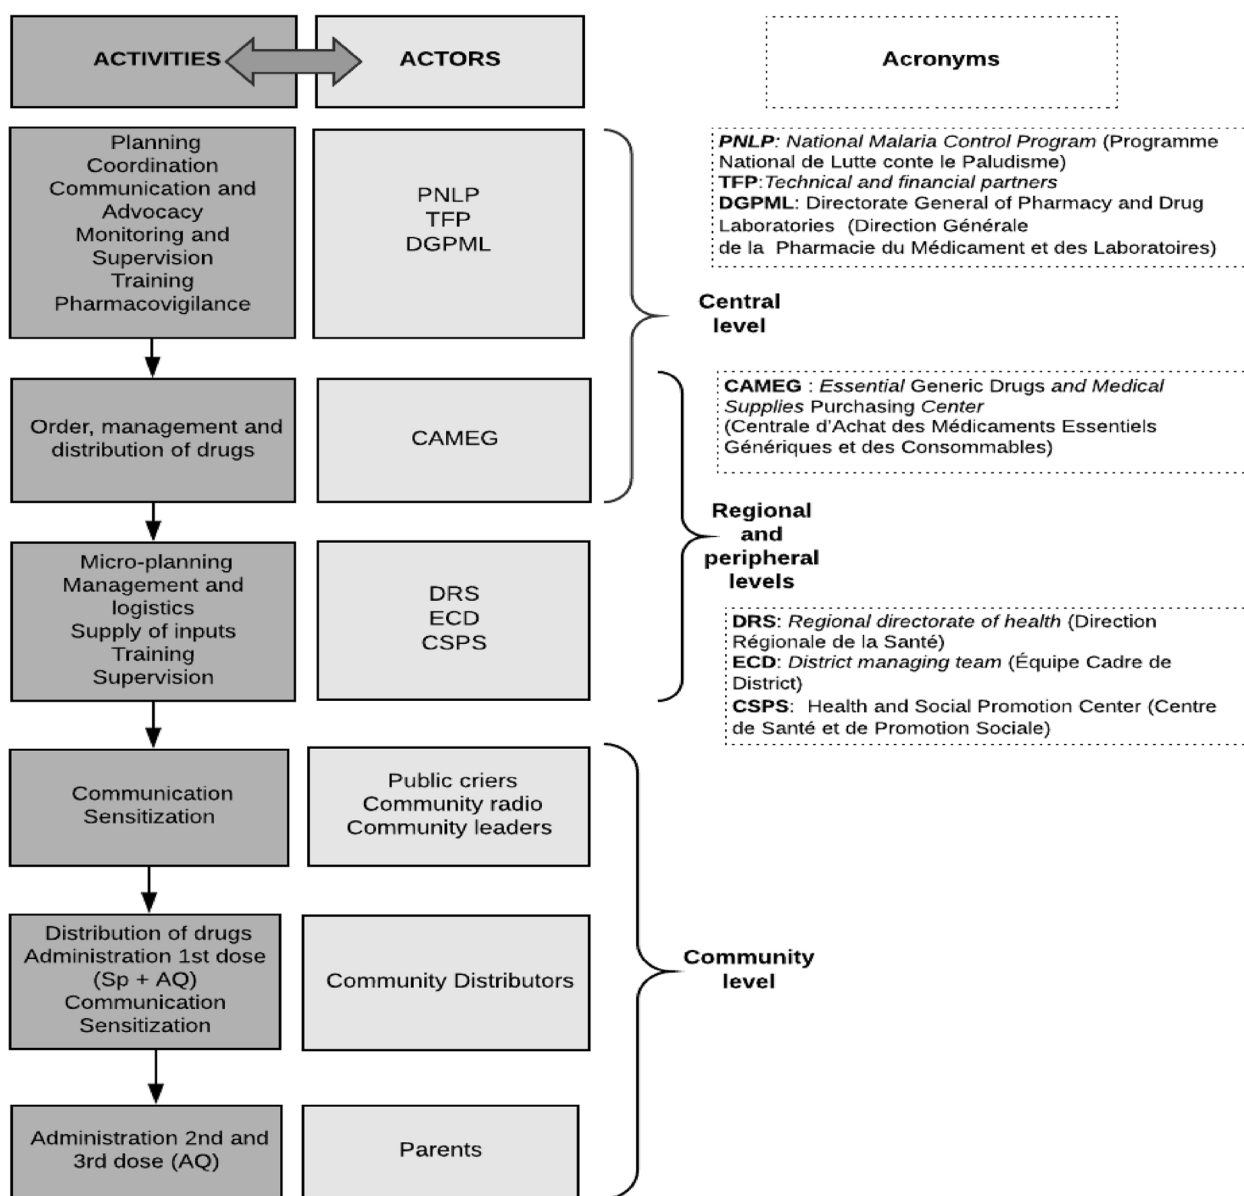 ACTIVITIES
ACTORS
Acronyms
Planning
Coordination
Communication and
Advocacy
Monitoring and
Supervision
Training
Pharmacovigilance
PNLP
TFP
DGPML
Central
level
PNLP: National Malaria Control Program (Programme
National de Lutte conte le Paludisme)
TFP:Technical and financial partners
DGPML: Directorate General of Pharmacy and Drug
Laboratories (Direction Générale
de la Pharmacie du Médicament et des Laboratoires)
Order, management and
distribution of drugs
CAMEG
CAMEG : Essential Generic Drugs and Medical
Supplies Purchasing Center
(Centrale d'Achat des Médicaments Essentiels
Génériques et des Consommables)
Regional
and
peripheral
levels
Micro-planning
Management and
logistics
Supply of inputs
Training
Supervision
DRS
ECD
CSPS
DRS: Regional directorate of health (Direction
Régionale de la Santé)
ECD: District managing team (Équipe Cadre de
District)
CSPS: Health and Social Promotion Center (Centre
de Santé et de Promotion Sociale)
Communication
Sensitization
Public criers
Community radio
Community leaders
Distribution of drugs
Administration 1st dose
(Sp + AQ)
Communication
Sensitization
Community Distributors
Community
level
Administration 2nd and
3rd dose (AQ)
Parents